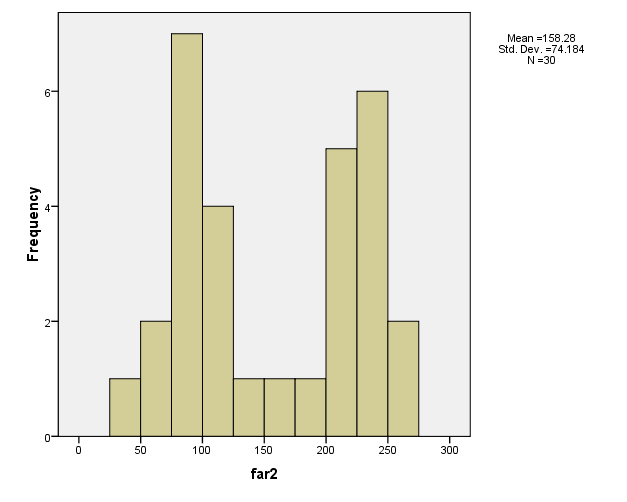 Mean =158.28
Std. Dev. =74.184
N =30
Frequency
6
4
2
0
0 50 100 150 200 250 300
far2